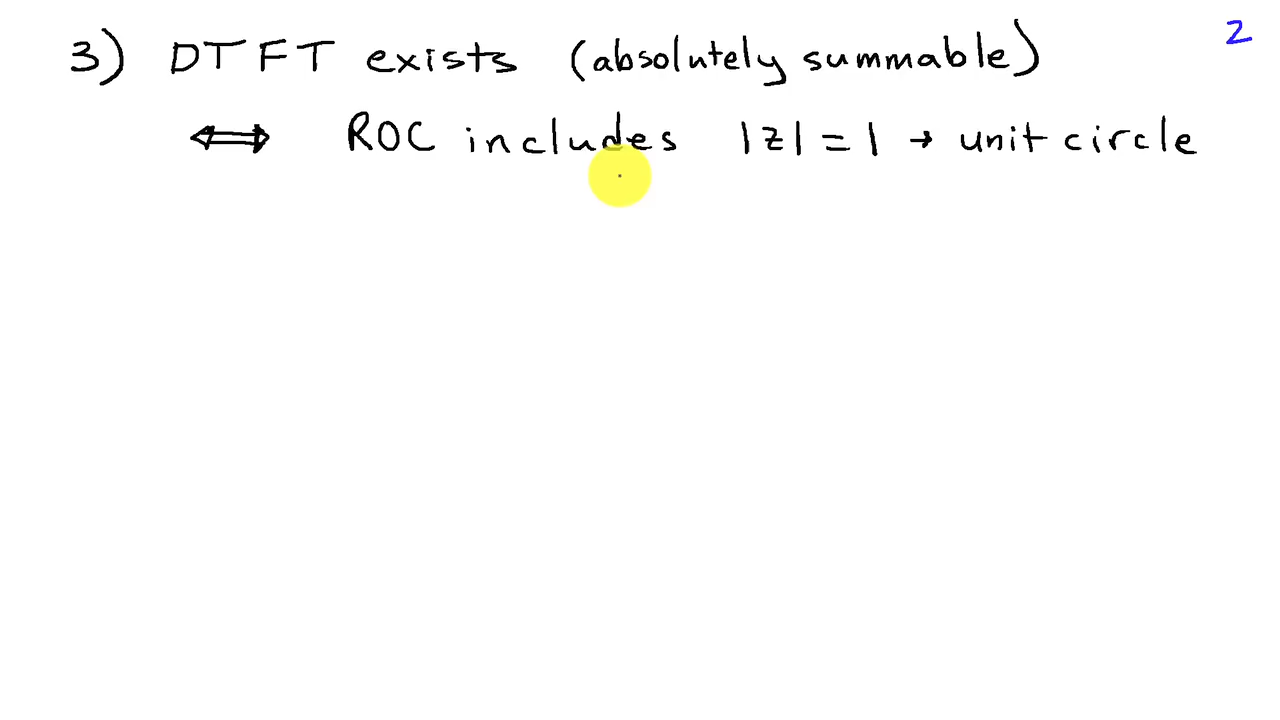 3) DTFT exists (absolutely summable)
2
⟺ ROC includes |z| = 1 → unit circle